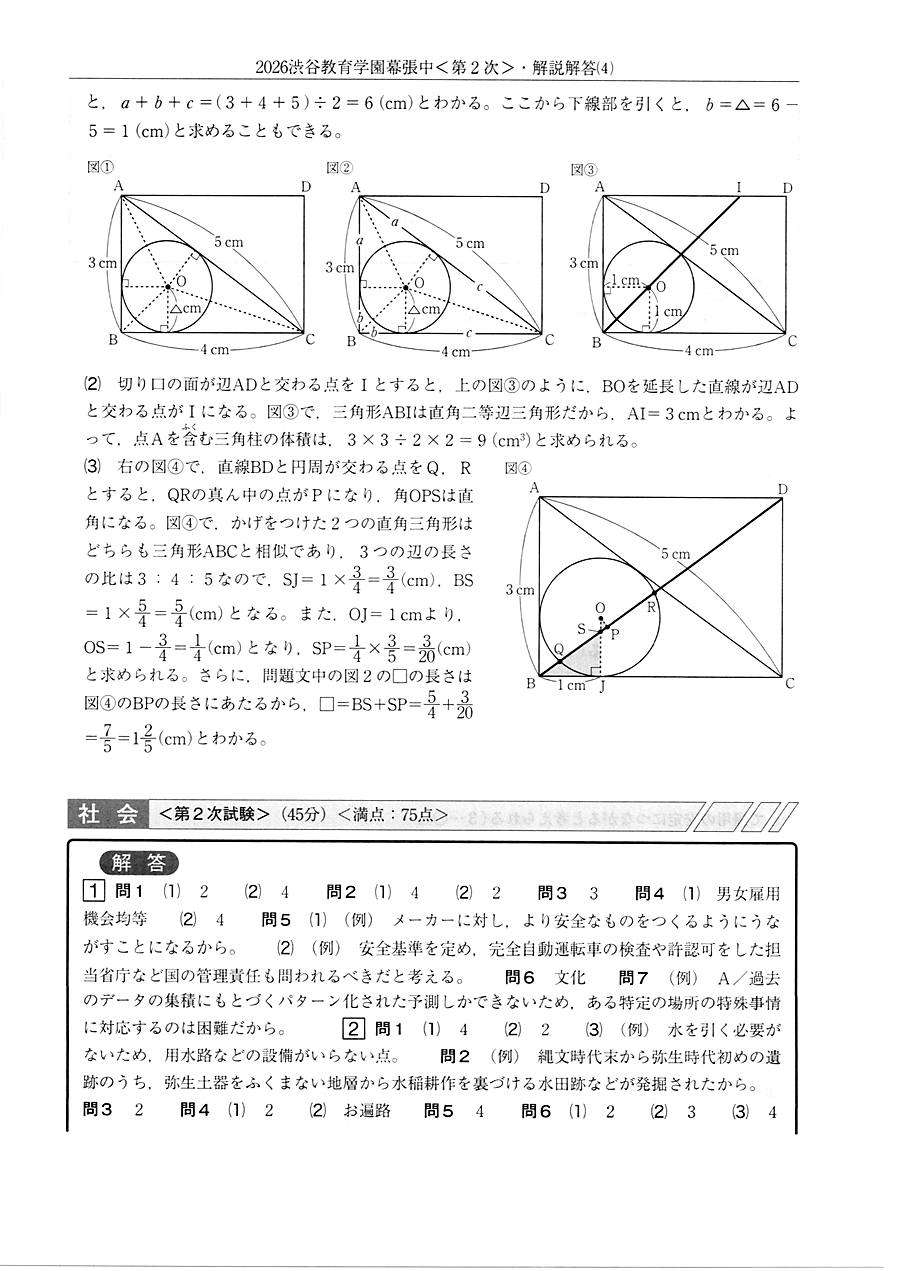 2026渋谷教育学園幕張中＜第２次＞・解説解答(4)
と，a＋b＋c＝(３＋４＋５)÷２＝６(cm)とわかる。ここから下線部を引くと，b＝△＝６－
５＝１(cm)と求めることもできる。
図①
A
D
5 cm
3 cm
O
△cm
B
C
4 cm
図②
A
D
a
a
5 cm
3 cm
O
c
△cm
b
b
c
B
C
4 cm
図③
A
I
D
5 cm
3 cm
1 cm
O
1 cm
B
C
4 cm
⑵　切り口の面が辺ADと交わる点をＩとすると，上の図③のように，BOを延長した直線が辺AD
と交わる点がＩになる。図③で，三角形ABIは直角二等辺三角形だから，AI＝３cmとわかる。よ
ふく
って，点Ａを含む三角柱の体積は，３×３÷２×２＝９(cm³)と求められる。
⑶　右の図④で，直線BDと円周が交わる点をＱ，Ｒ
とすると，QRの真ん中の点がＰになり，角OPSは直
角になる。図④で，かげをつけた２つの直角三角形は
どちらも三角形ABCと相似であり，３つの辺の長さ
の比は３：４：５なので，SJ＝１×3/4＝3/4(cm)，BS
＝１×5/4＝5/4(cm)となる。また，OJ＝１cmより，
OS＝１－3/4＝1/4(cm)となり，SP＝1/4×3/5＝3/20(cm)
と求められる。さらに，問題文中の図２の□の長さは
図④のBPの長さにあたるから，□＝BS＋SP＝5/4＋3/20
＝7/5＝1 2/5(cm)とわかる。
図④
A
D
5 cm
3 cm
O
R
S
P
Q
B
1 cm
J
C
社会　＜第２次試験＞（45分）＜満点：75点＞
解答
1 問1 ⑴ 2　⑵ 4　問2 ⑴ 4　⑵ 2　問3 3　問4 ⑴ 男女雇用
機会均等　⑵ 4　問5 ⑴ （例） メーカーに対し，より安全なものをつくるようにうな
がすことになるから。　⑵ （例） 安全基準を定め，完全自動運転車の検査や許認可をした担
当省庁など国の管理責任も問われるべきだと考える。　問6 文化　問7 （例） Ａ／過去
のデータの集積にもとづくパターン化された予測しかできないため，ある特定の場所の特殊事情
に対応するのは困難だから。　2 問1 ⑴ 4　⑵ 2　⑶ （例） 水を引く必要が
ないため，用水路などの設備がいらない点。　問2 （例） 縄文時代末から弥生時代初めの遺
跡のうち，弥生土器をふくまない地層から水稲耕作を裏づける水田跡などが発掘されたから。
問3 2　問4 ⑴ 2　⑵ お遍路　問5 4　問6 ⑴ 2　⑵ 3　⑶ 4